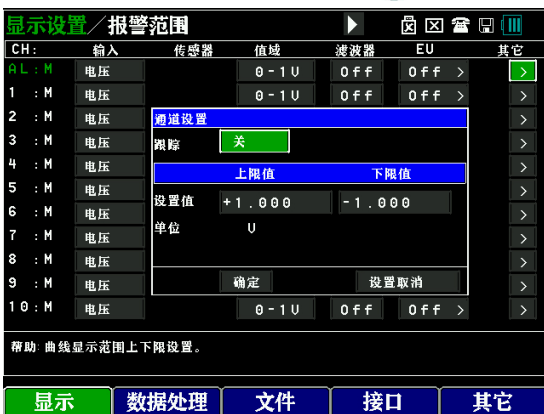 显示设置/报警范围
CH: 输入 传感器 值域 滤波器 EU 其它
AL:M 电压 0-1V Off Off > >
1 :M 电压 0-1V Off Off > >
2 :M 电压 >
通道设置
3 :M 电压 >
跟踪 关
4 :M 电压 >
上限值 下限值
5 :M 电压 >
设置值 +1.000 -1.000
6 :M 电压 >
单位 V
7 :M 电压 >
8 :M 电压 >
9 :M 电压 >
确定 设置取消
10:M 电压 0-1V Off Off > >
帮助:曲线显示范围上下限设置。
显示 数据处理 文件 接口 其它